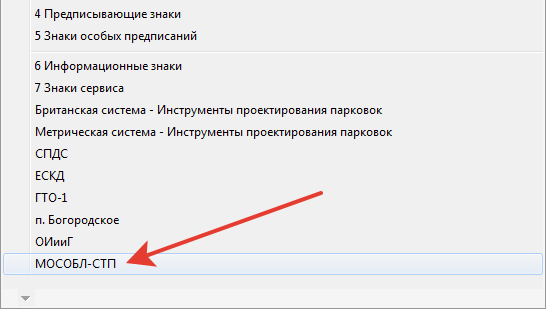 4 Предписывающие знаки
5 Знаки особых предписаний
6 Информационные знаки
7 Знаки сервиса
Британская система - Инструменты проектирования парковок
Метрическая система - Инструменты проектирования парковок
СПДС
ЕСКД
ГТО-1
п. Богородское
ОИииГ
МОСОБЛ-СТП